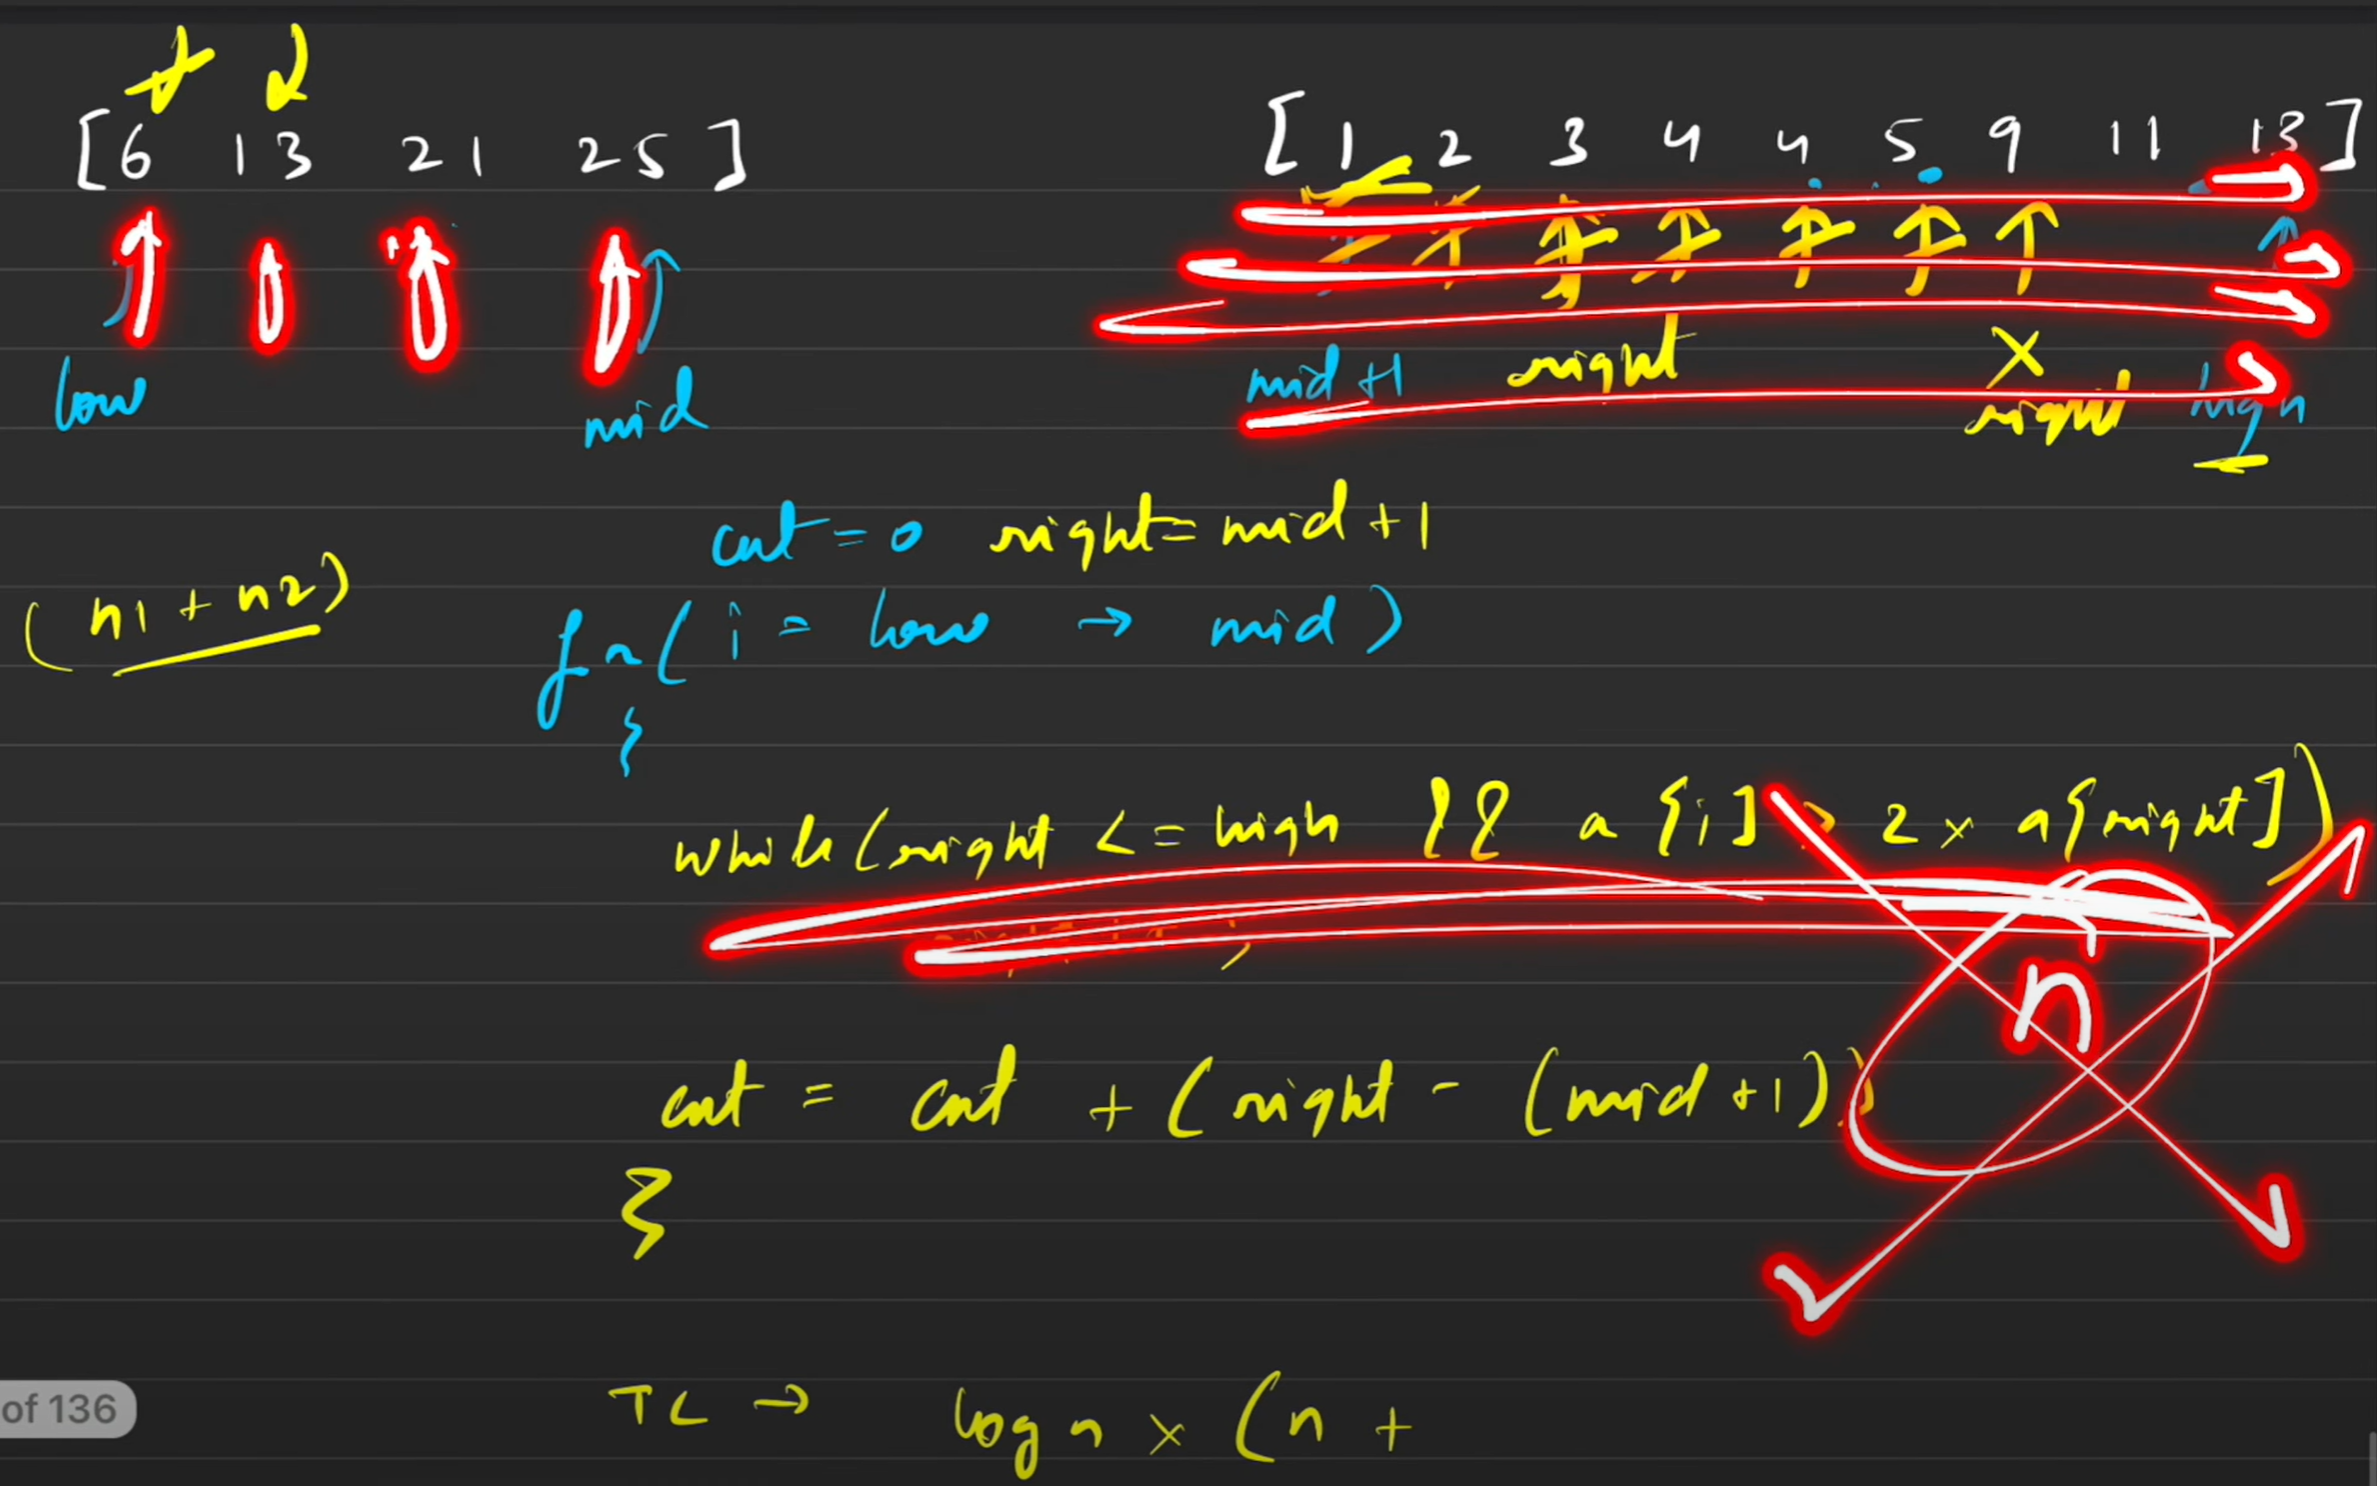 [6 13 21 25] [1 2 3 4 4 5 9 11 13]
low mid mid+1 right X right high
cnt = 0 right = mid + 1
(n1 + n2)
for (i = low → mid)
{
while (right <= high && a[i] > 2 × a[right])
n
cnt = cnt + (right - (mid + 1))
}
of 136
TC → log n × (n +